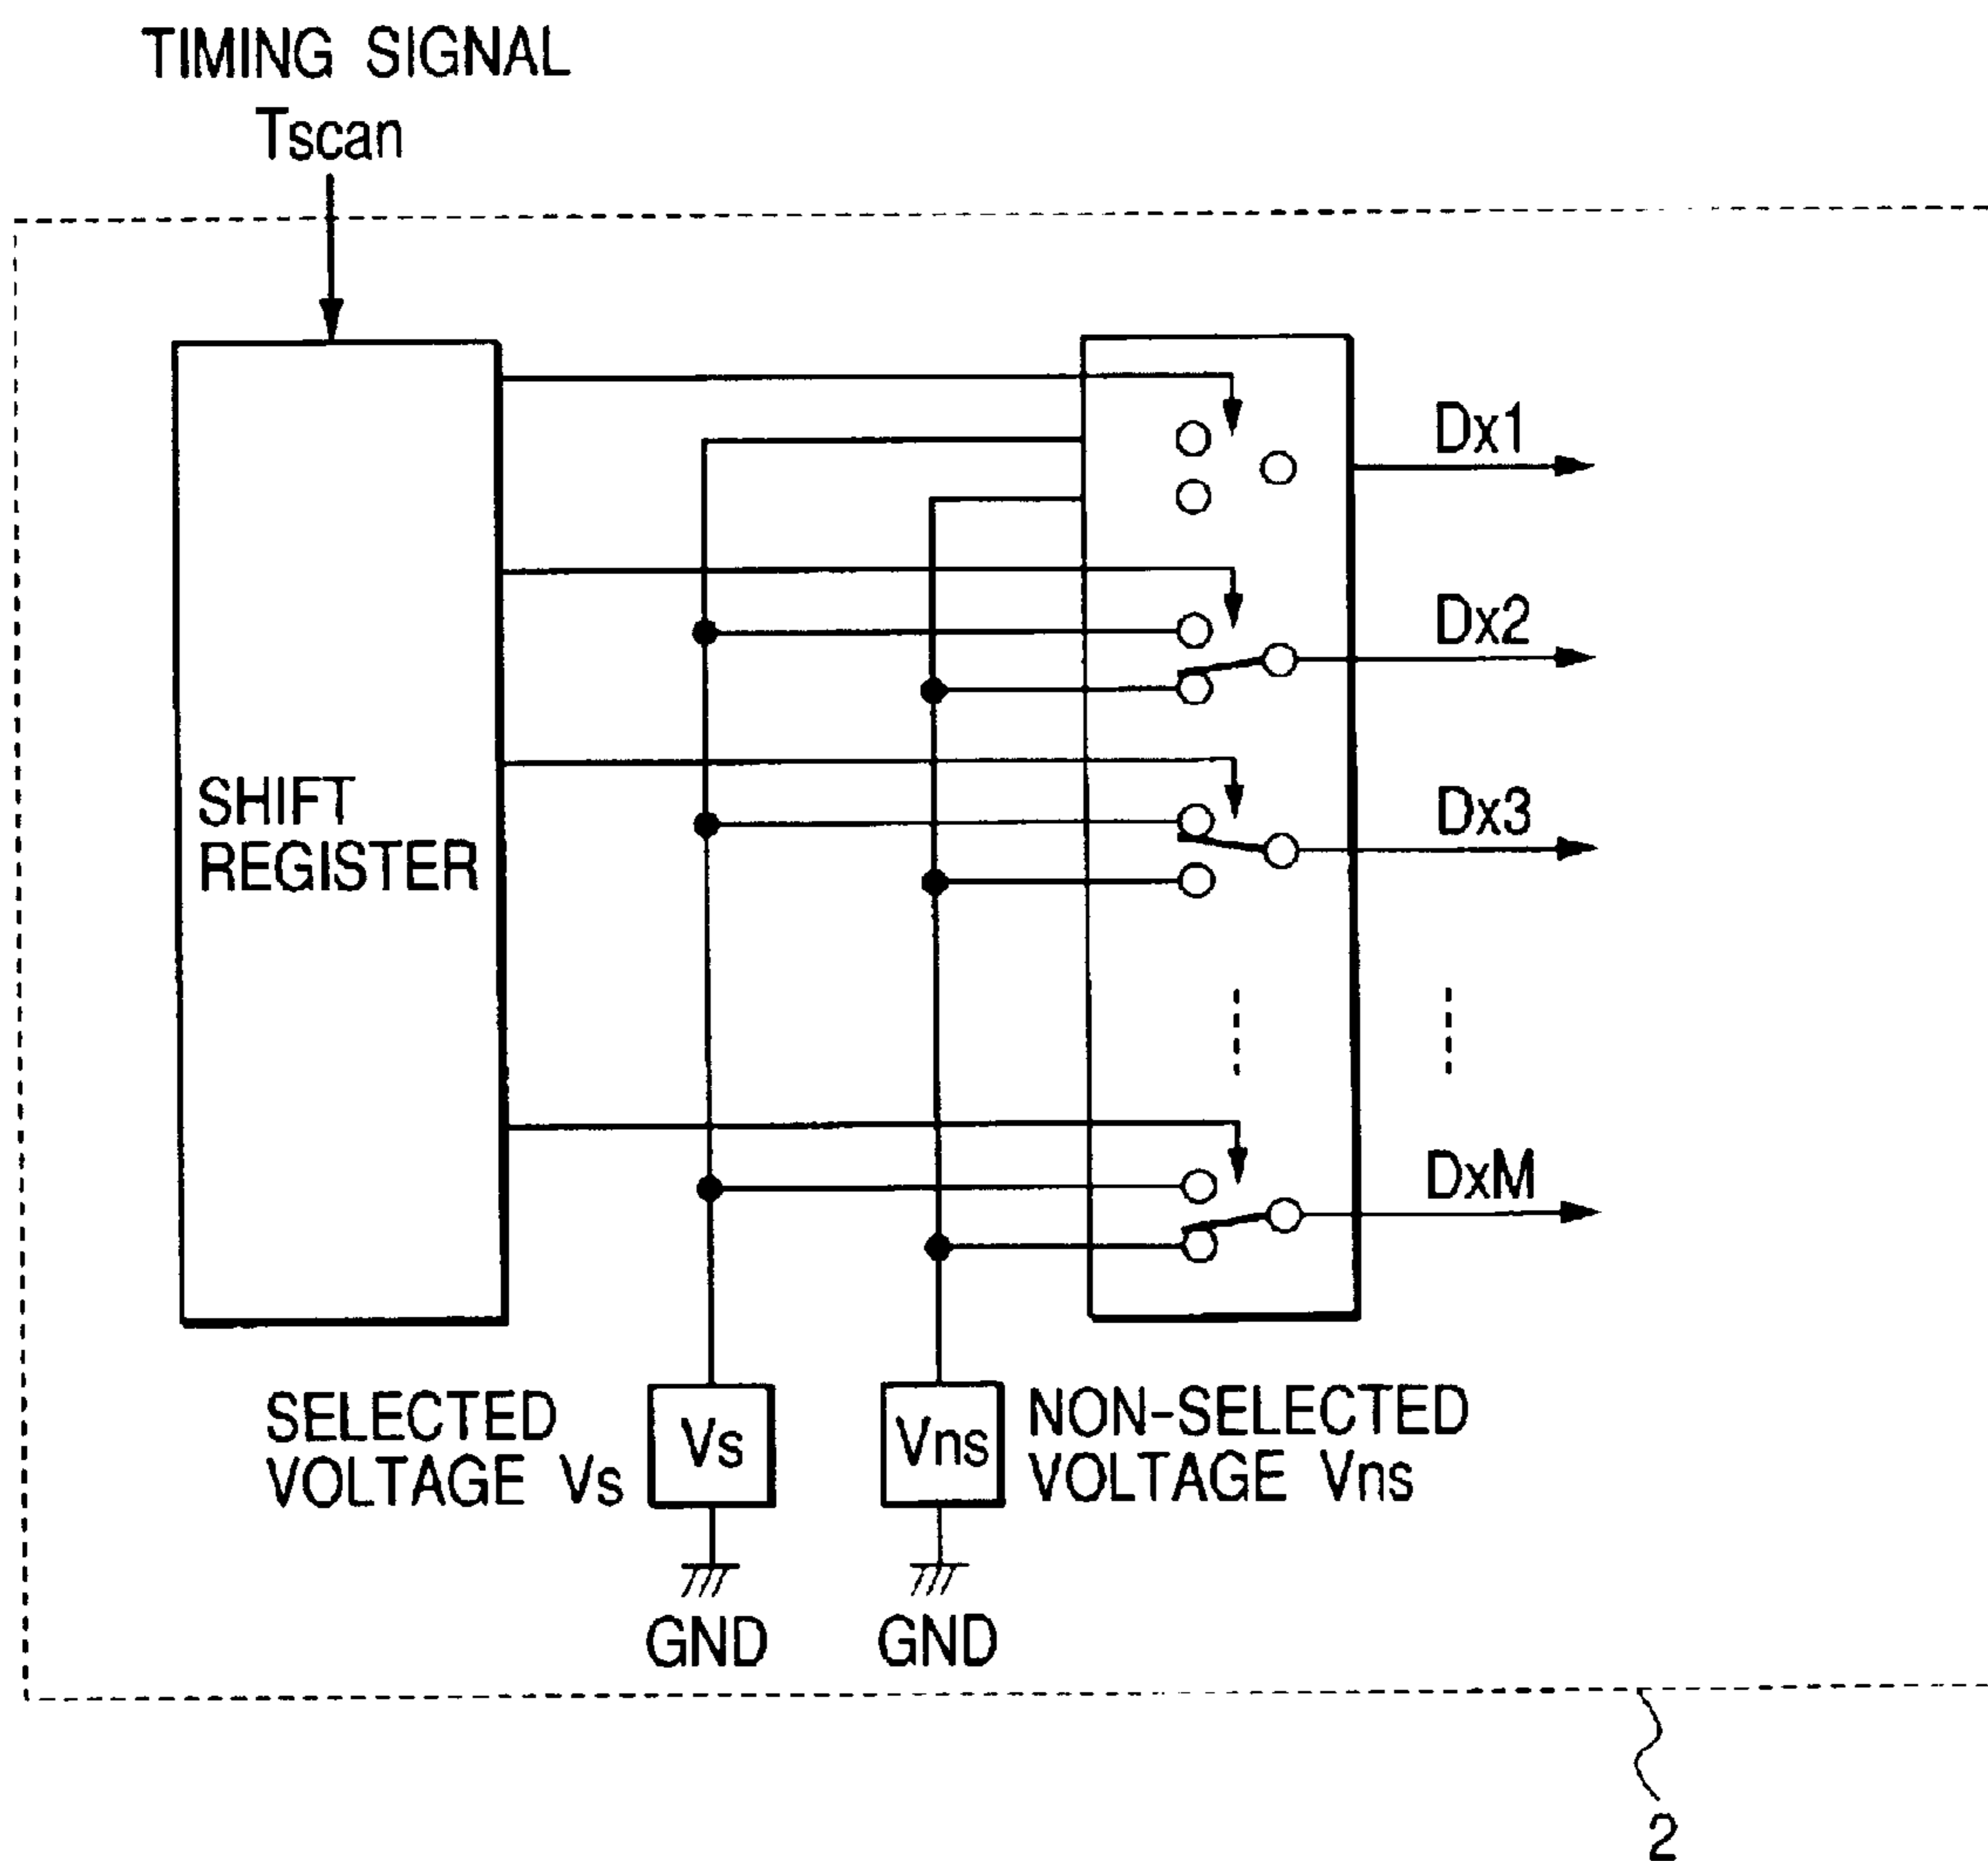 TIMING SIGNAL
Tscan
SHIFT
REGISTER
Dx1
Dx2
Dx3
DxM
SELECTED
VOLTAGE Vs
Vs
Vns
NON-SELECTED
VOLTAGE Vns
GND
GND
2